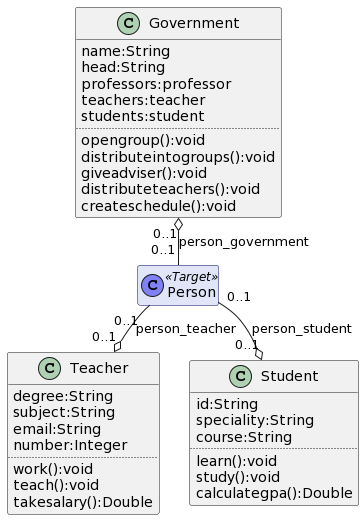 C Government
name:String
head:String
professors:professor
teachers:teacher
students:student
opengroup():void
distributeintogroups():void
giveadviser():void
distributeteachers():void
createschedule():void
0..1
0..1
person_government
«Target»
C Person
0..1
0..1
person_teacher
person_student
0..1
0..1
C Teacher
degree:String
subject:String
email:String
number:Integer
work():void
teach():void
takesalary():Double
C Student
id:String
speciality:String
course:String
learn():void
study():void
calculategpa():Double